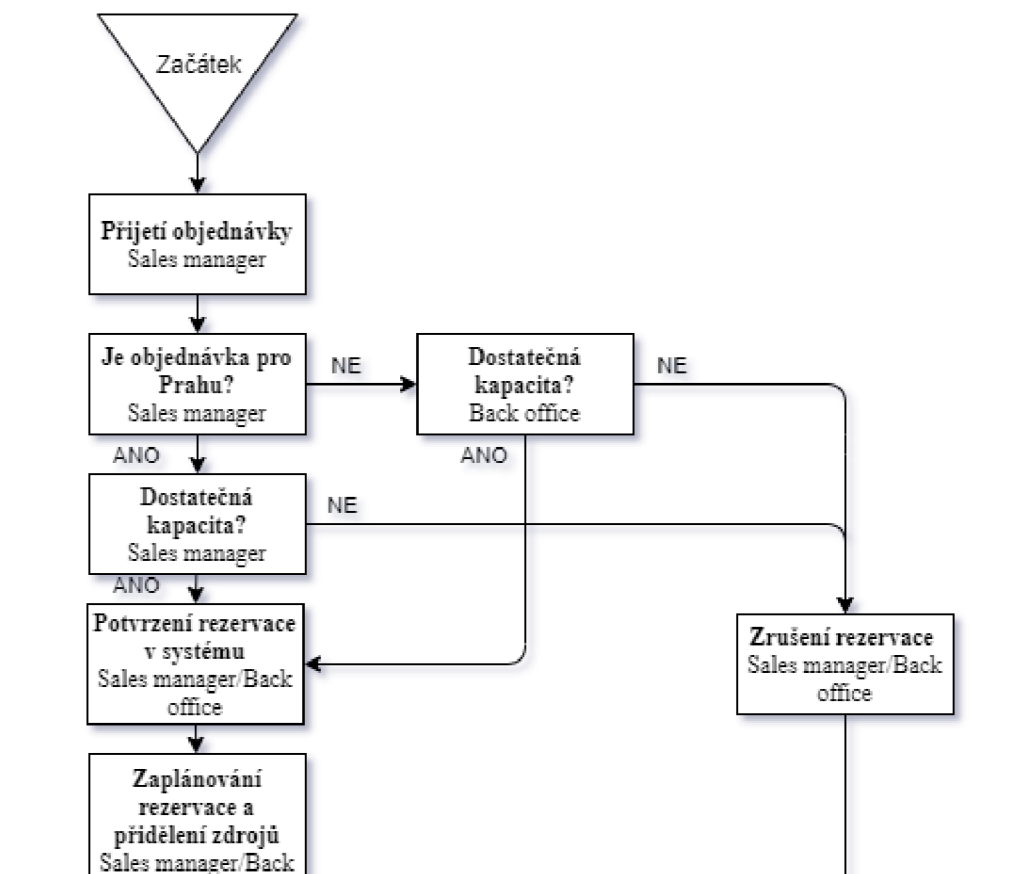 Začátek
Přijetí objednávky
Sales manager
Je objednávka pro
Prahu?
Sales manager
NE
Dostatečná
kapacita?
Back office
NE
ANO
ANO
Dostatečná
kapacita?
Sales manager
NE
ANO
Potvrzení rezervace
v systému
Sales manager/Back
office
Zrušení rezervace
Sales manager/Back
office
Zaplánování
rezervace a
přidělení zdrojů
Sales manager/Back